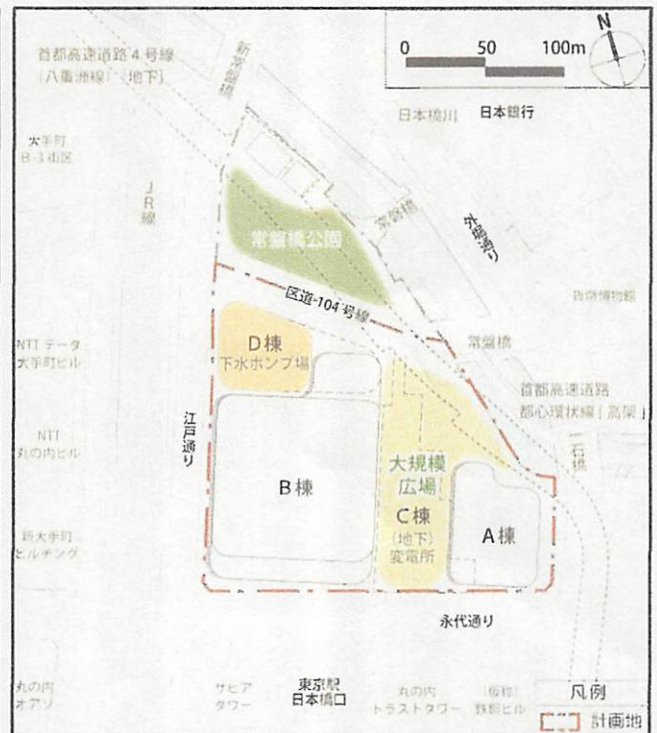 N
0 50 100m
首都高速道路4号線
(八重洲線)(地下)
新常盤橋
日本橋川
日本銀行
大手町
B-3街区
JR線
常盤橋公園
常盤橋
外堀通り
区道-104号線
貨幣博物館
NTTデータ
大手町ビル
D棟
下水ポンプ場
常盤橋
首都高速道路
都心環状線[高架]
江戸通り
NTT
丸の内ビル
一石橋
B棟
大規模
広場
C棟
(地下)
変電所
A棟
新大手町
ビルヂング
永代通り
丸の内
オアゾ
サピア
タワー
東京駅
日本橋口
丸の内
トラストタワー
(仮称)
鉄鋼ビル
凡例
計画地